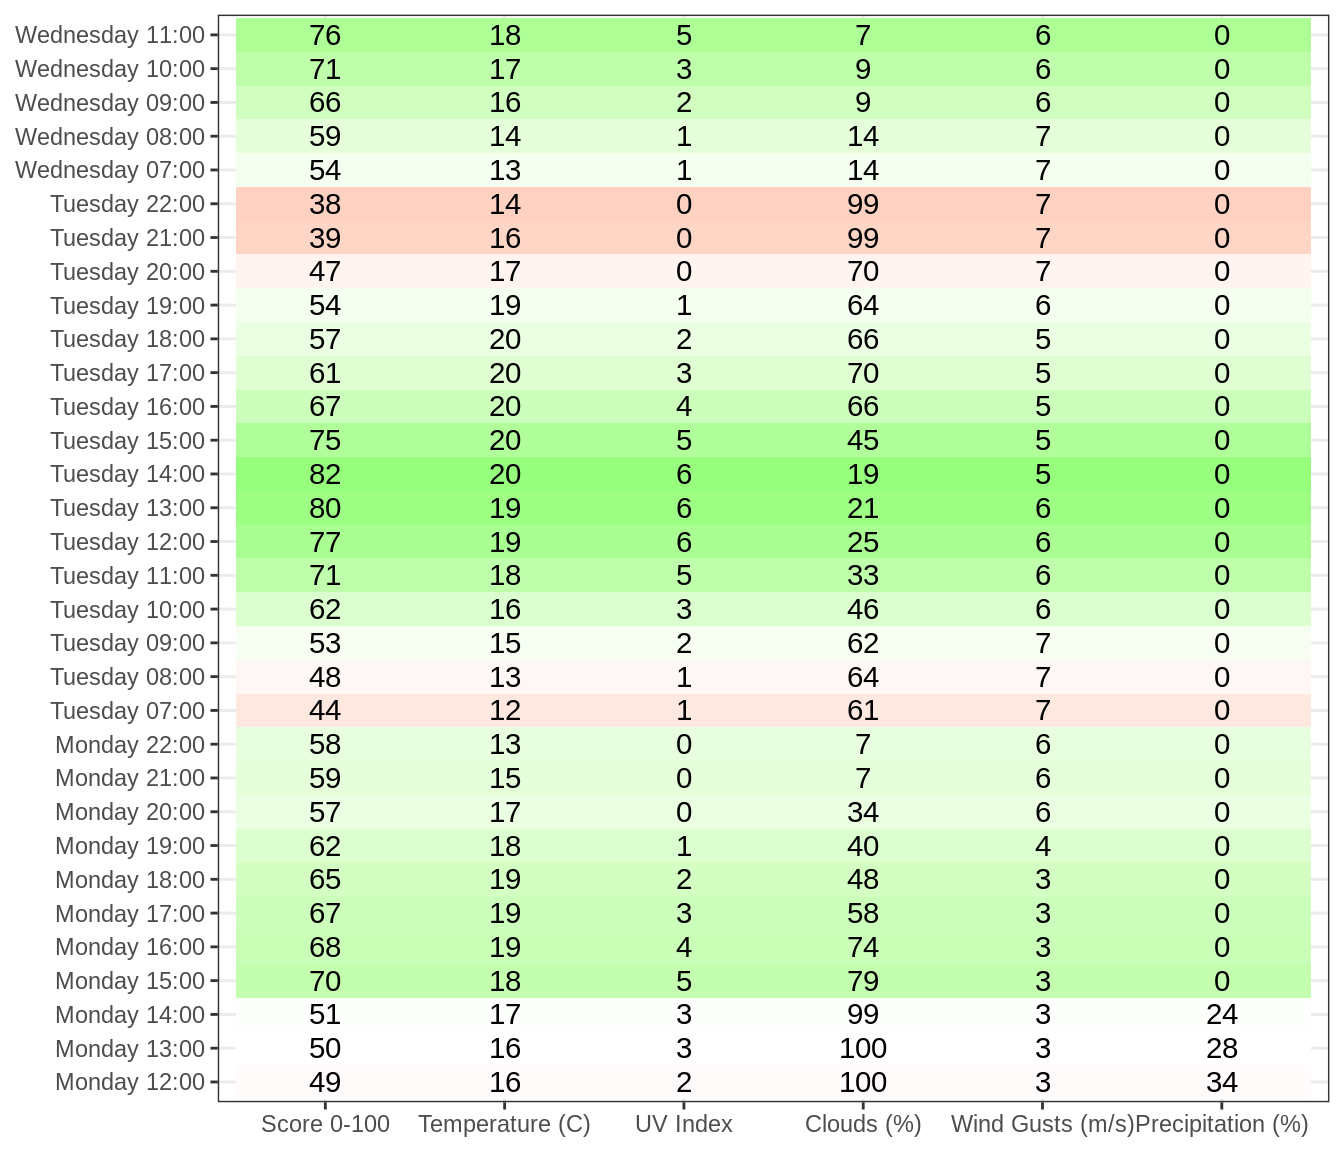 Wednesday 11:00 76 18 5 7 6 0
Wednesday 10:00 71 17 3 9 6 0
Wednesday 09:00 66 16 2 9 6 0
Wednesday 08:00 59 14 1 14 7 0
Wednesday 07:00 54 13 1 14 7 0
Tuesday 22:00 38 14 0 99 7 0
Tuesday 21:00 39 16 0 99 7 0
Tuesday 20:00 47 17 0 70 7 0
Tuesday 19:00 54 19 1 64 6 0
Tuesday 18:00 57 20 2 66 5 0
Tuesday 17:00 61 20 3 70 5 0
Tuesday 16:00 67 20 4 66 5 0
Tuesday 15:00 75 20 5 45 5 0
Tuesday 14:00 82 20 6 19 5 0
Tuesday 13:00 80 19 6 21 6 0
Tuesday 12:00 77 19 6 25 6 0
Tuesday 11:00 71 18 5 33 6 0
Tuesday 10:00 62 16 3 46 6 0
Tuesday 09:00 53 15 2 62 7 0
Tuesday 08:00 48 13 1 64 7 0
Tuesday 07:00 44 12 1 61 7 0
Monday 22:00 58 13 0 7 6 0
Monday 21:00 59 15 0 7 6 0
Monday 20:00 57 17 0 34 6 0
Monday 19:00 62 18 1 40 4 0
Monday 18:00 65 19 2 48 3 0
Monday 17:00 67 19 3 58 3 0
Monday 16:00 68 19 4 74 3 0
Monday 15:00 70 18 5 79 3 0
Monday 14:00 51 17 3 99 3 24
Monday 13:00 50 16 3 100 3 28
Monday 12:00 49 16 2 100 3 34
Score 0-100 Temperature (C) UV Index Clouds (%) Wind Gusts (m/s) Precipitation (%)